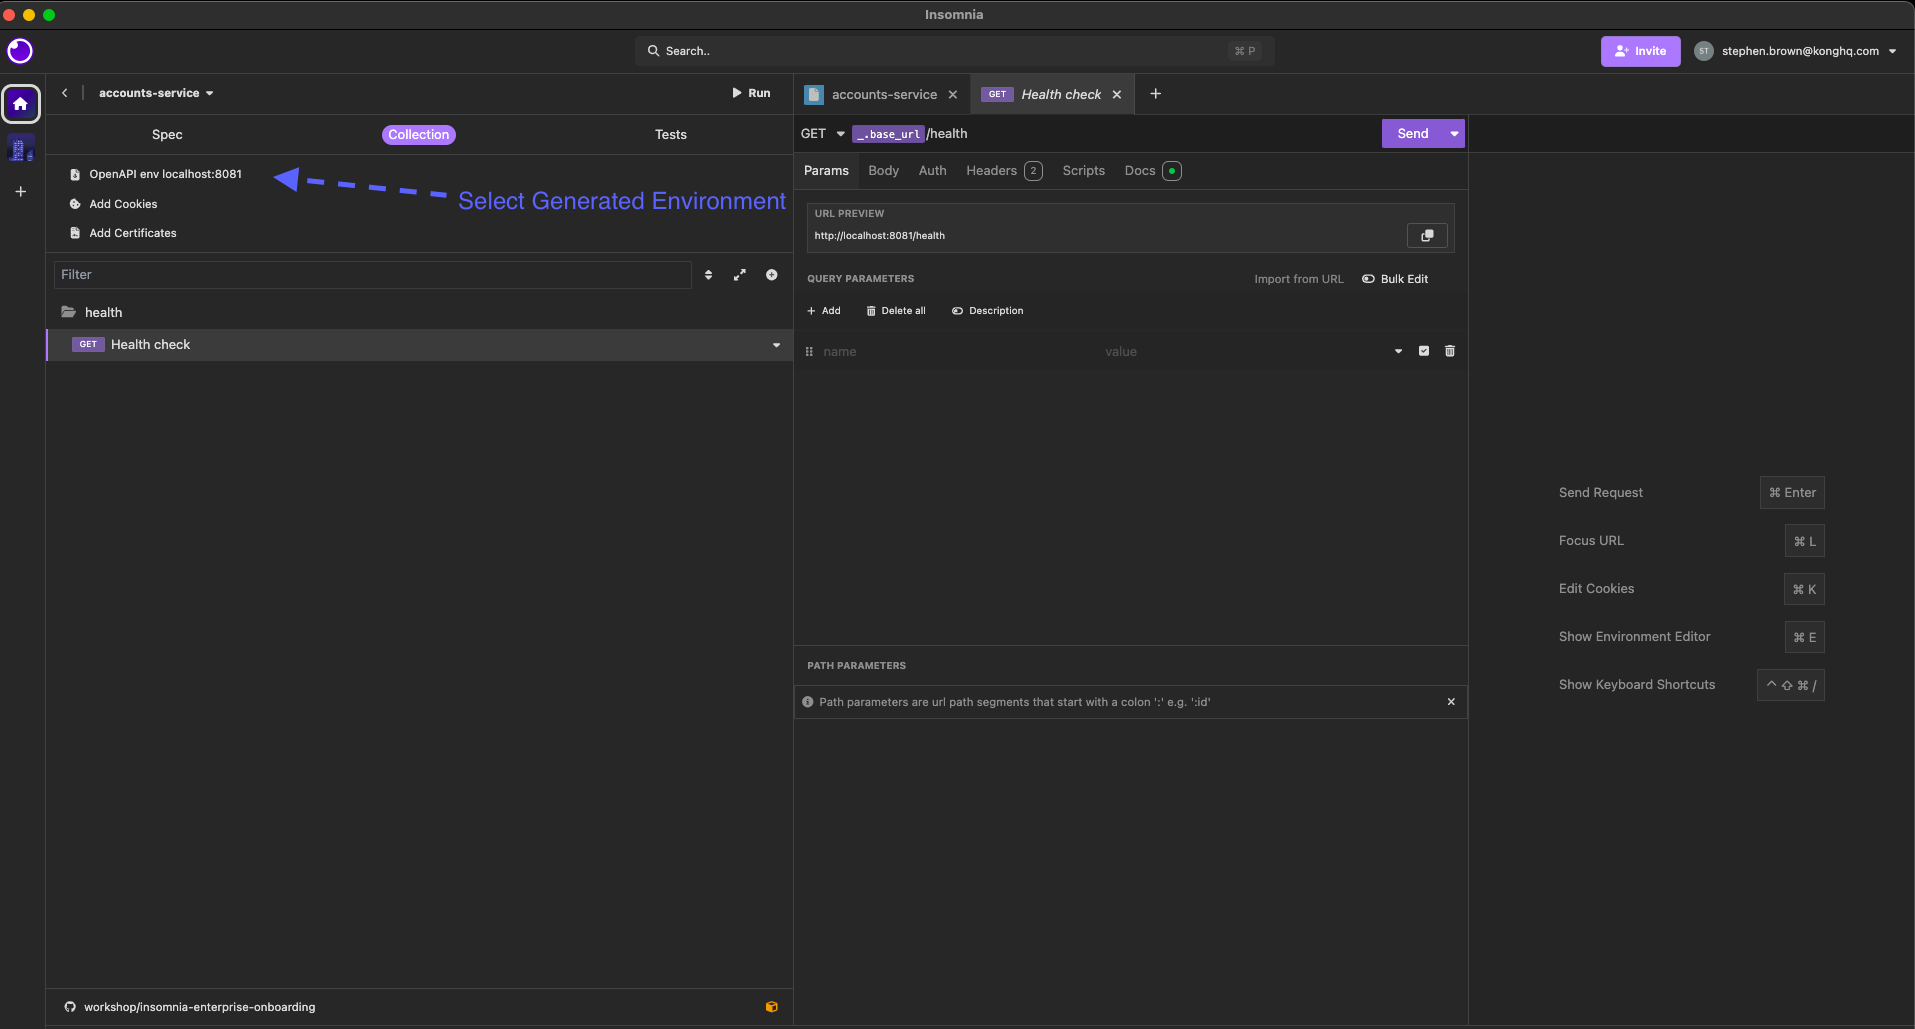 Insomnia
Search..
⌘ P
Invite
ST
stephen.brown@konghq.com
accounts-service
Run
accounts-service
GET Health check
Spec
Collection
Tests
GET _.base_url/health
Send
OpenAPI env localhost:8081
Select Generated Environment
Add Cookies
Add Certificates
Params
Body
Auth
Headers 2
Scripts
Docs
URL PREVIEW
http://localhost:8081/health
Filter
QUERY PARAMETERS
Import from URL
Bulk Edit
Add
Delete all
Description
health
GET Health check
name
value
Send Request ⌘ Enter
Focus URL ⌘ L
Edit Cookies ⌘ K
Show Environment Editor ⌘ E
Show Keyboard Shortcuts ^ ⇧ ⌘ /
PATH PARAMETERS
Path parameters are url path segments that start with a colon ':' e.g. ':id'
workshop/insomnia-enterprise-onboarding